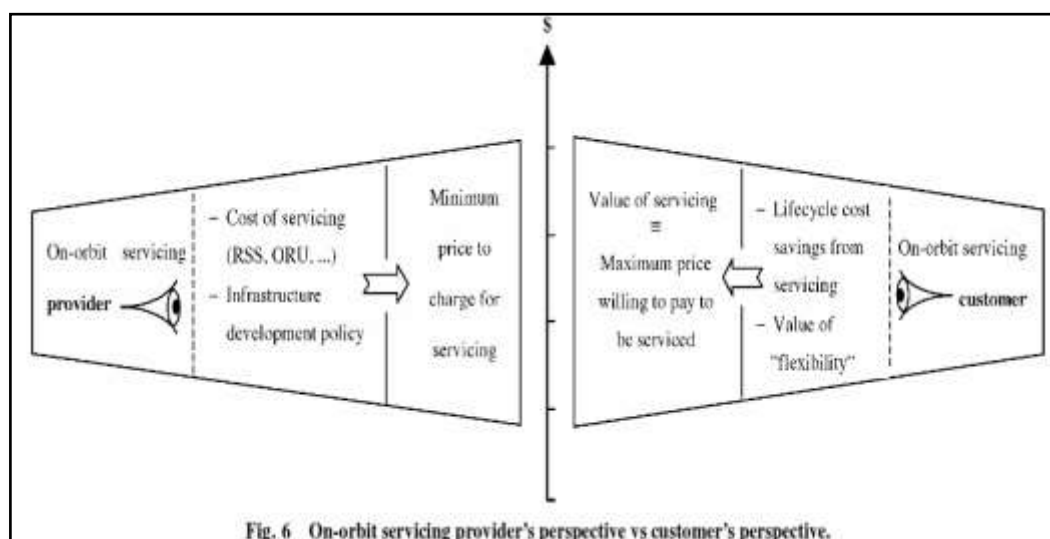 $
On-orbit servicing
provider
– Cost of servicing
(RSS, ORU, ...)
– Infrastructure
development policy
Minimum
price to
charge for
servicing
Value of servicing
≡
Maximum price
willing to pay to
be serviced
– Lifecycle cost
savings from
servicing
– Value of
"flexibility"
On-orbit servicing
customer
Fig. 6 On-orbit servicing provider's perspective vs customer's perspective.